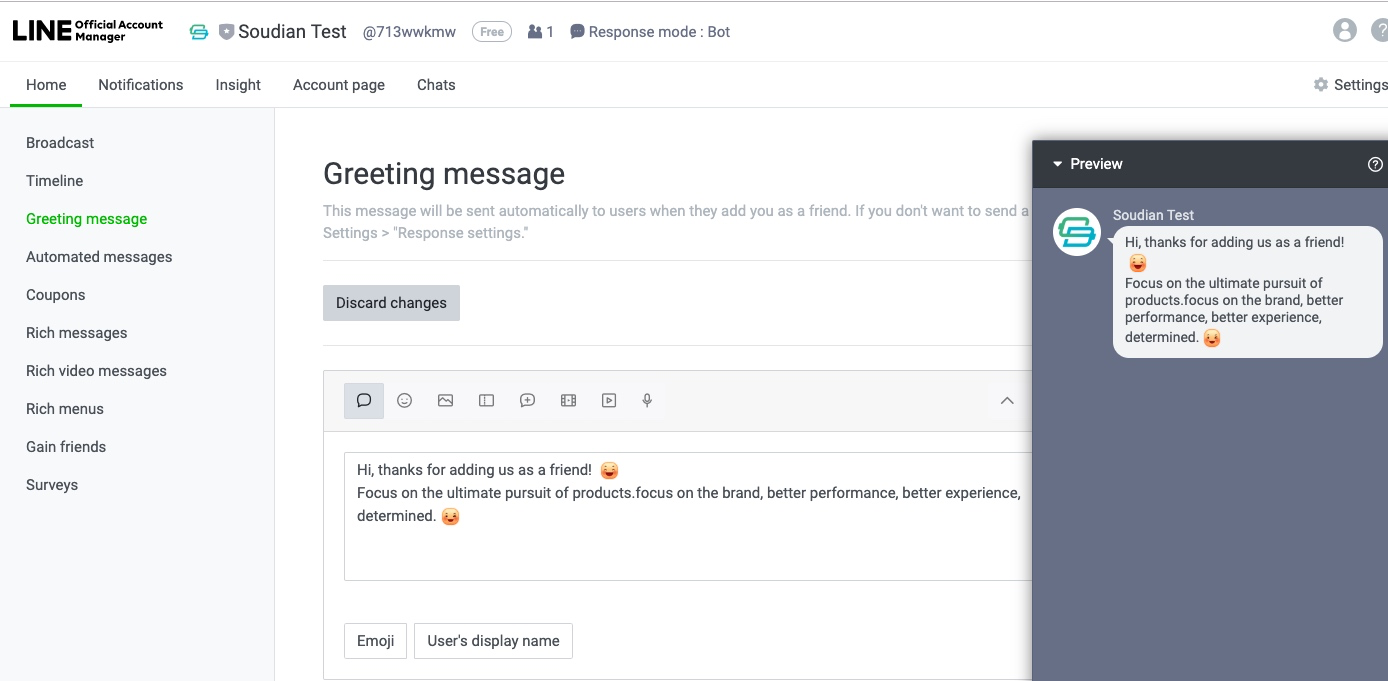 LINE Official Account Manager
Soudian Test @713wwkmw Free 1 Response mode : Bot
?
Home Notifications Insight Account page Chats Settings
Broadcast
Timeline
Greeting message
Automated messages
Coupons
Rich messages
Rich video messages
Rich menus
Gain friends
Surveys
Greeting message
This message will be sent automatically to users when they add you as a friend. If you don't want to send a
Settings > "Response settings."
Discard changes
Hi, thanks for adding us as a friend!
Focus on the ultimate pursuit of products.focus on the brand, better performance, better experience,
determined.
Emoji User's display name
Preview ?
Soudian Test
Hi, thanks for adding us as a friend!
Focus on the ultimate pursuit of
products.focus on the brand, better
performance, better experience,
determined.